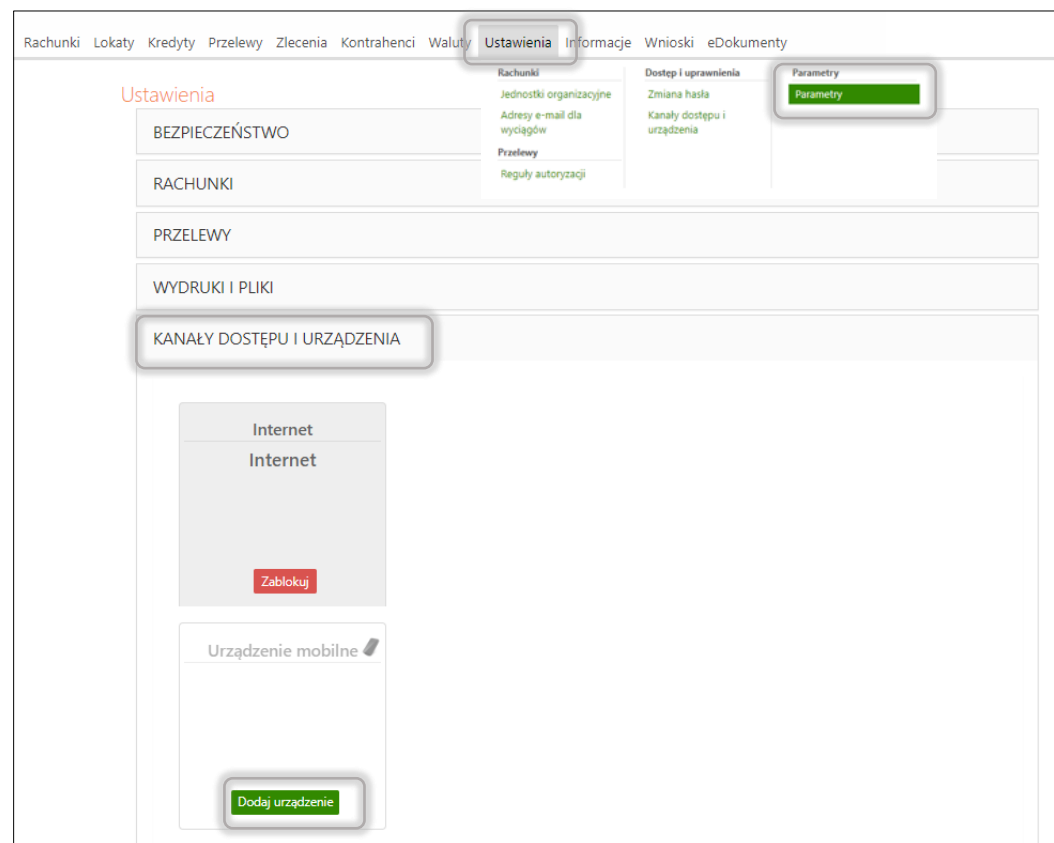 Rachunki Lokaty Kredyty Przelewy Zlecenia Kontrahenci Waluty Ustawienia Informacje Wnioski eDokumenty
Rachunki
Jednostki organizacyjne
Adresy e-mail dla
wyciągów
Przelewy
Reguły autoryzacji
Dostęp i uprawnienia
Zmiana hasła
Kanały dostępu i
urządzenia
Parametry
Parametry
Ustawienia
BEZPIECZEŃSTWO
RACHUNKI
PRZELEWY
WYDRUKI I PLIKI
KANAŁY DOSTĘPU I URZĄDZENIA
Internet
Internet
Zablokuj
Urządzenie mobilne
Dodaj urządzenie